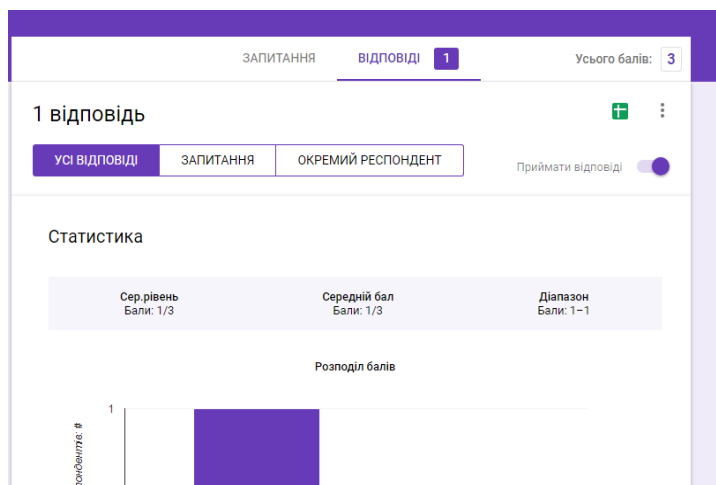 ЗАПИТАННЯ ВІДПОВІДІ 1 Усього балів: 3
1 відповідь
УСІ ВІДПОВІДІ ЗАПИТАННЯ ОКРЕМИЙ РЕСПОНДЕНТ Приймати відповіді
Статистика
Сер.рівень Середній бал Діапазон
Бали: 1/3 Бали: 1/3 Бали: 1–1
Розподіл балів
1